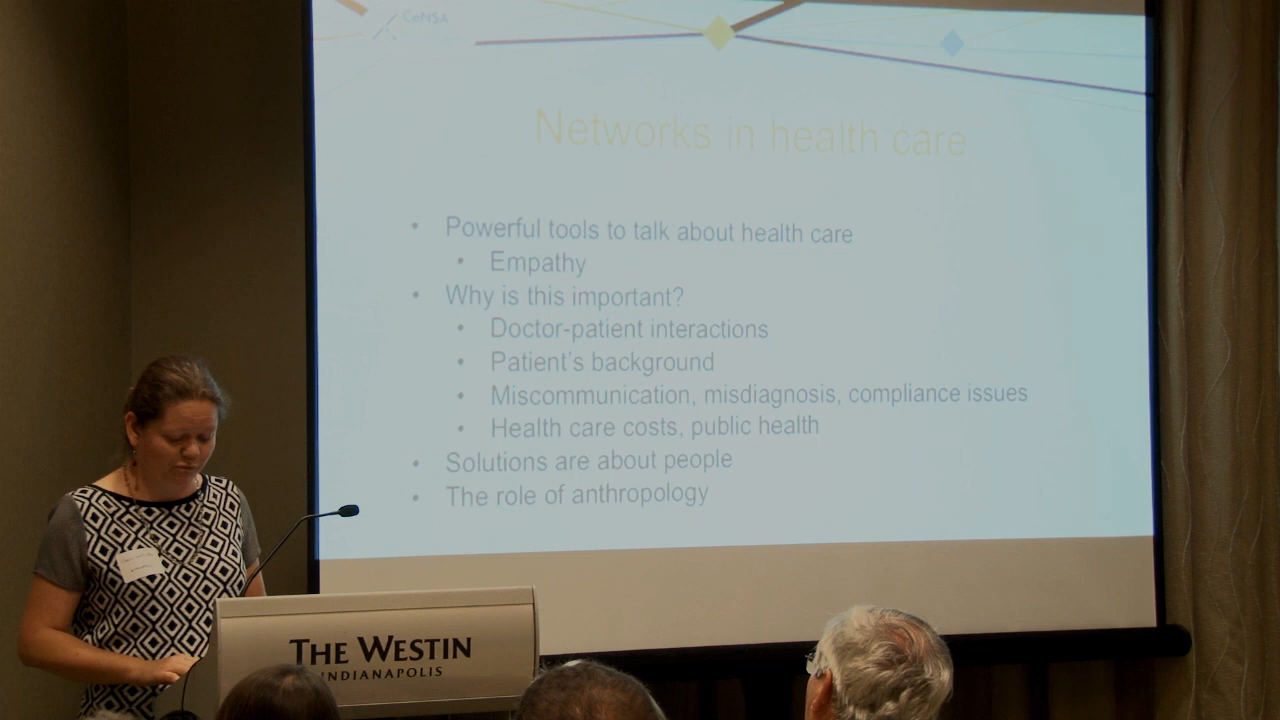 CeNSA
Networks in health care
• Powerful tools to talk about health care
• Empathy
• Why is this important?
• Doctor-patient interactions
• Patient's background
• Miscommunication, misdiagnosis, compliance issues
• Health care costs, public health
• Solutions are about people
• The role of anthropology
THE WESTIN
INDIANAPOLIS